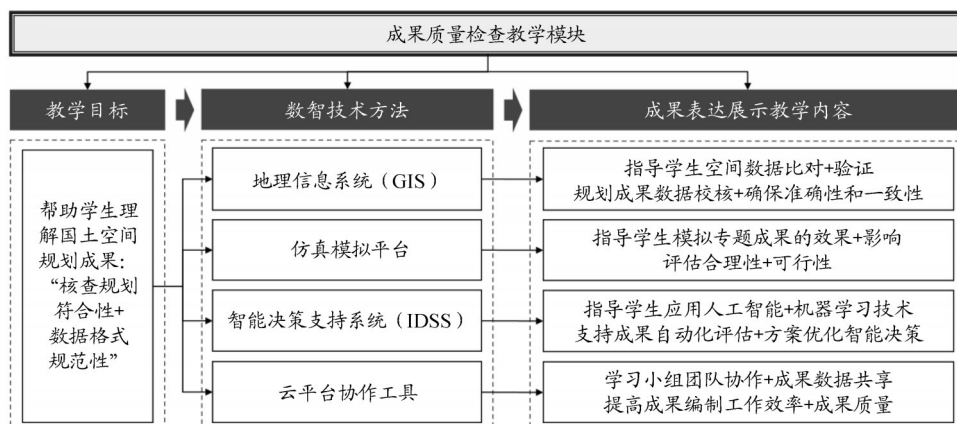 成果质量检查教学模块
教学目标
数智技术方法
成果表达展示教学内容
帮助学生理
解国土空间
规划成果：
“核查规划
符合性+
数据格式
规范性”
地理信息系统（GIS）
指导学生空间数据比对+验证
规划成果数据校核+确保准确性和一致性
仿真模拟平台
指导学生模拟专题成果的效果+影响
评估合理性+可行性
智能决策支持系统（IDSS）
指导学生应用人工智能+机器学习技术
支持成果自动化评估+方案优化智能决策
云平台协作工具
学习小组团队协作+成果数据共享
提高成果编制工作效率+成果质量